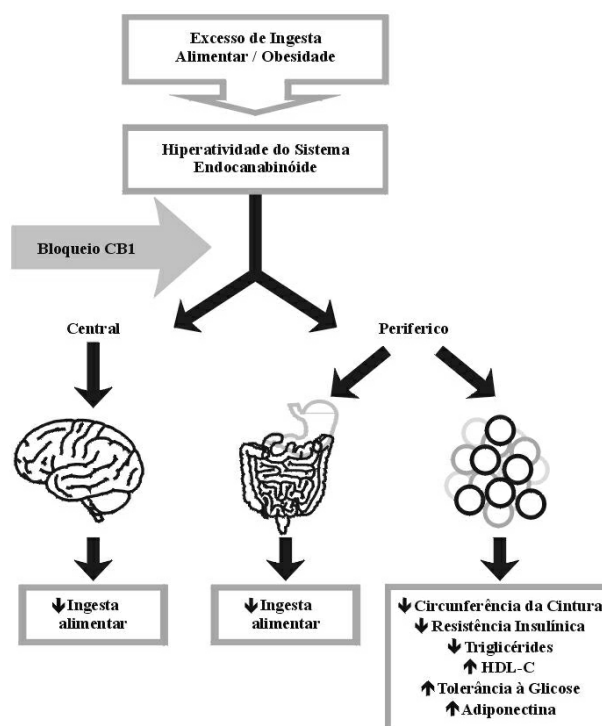 Excesso de Ingesta
Alimentar / Obesidade
Hiperatividade do Sistema
Endocanabinóide
Bloqueio CB1
Central
Periferico
↓Ingesta
alimentar
↓Ingesta
alimentar
↓Circunferência da Cintura
↓Resistência Insulínica
↓Triglicérides
↑HDL-C
↑Tolerância à Glicose
↑Adiponectina